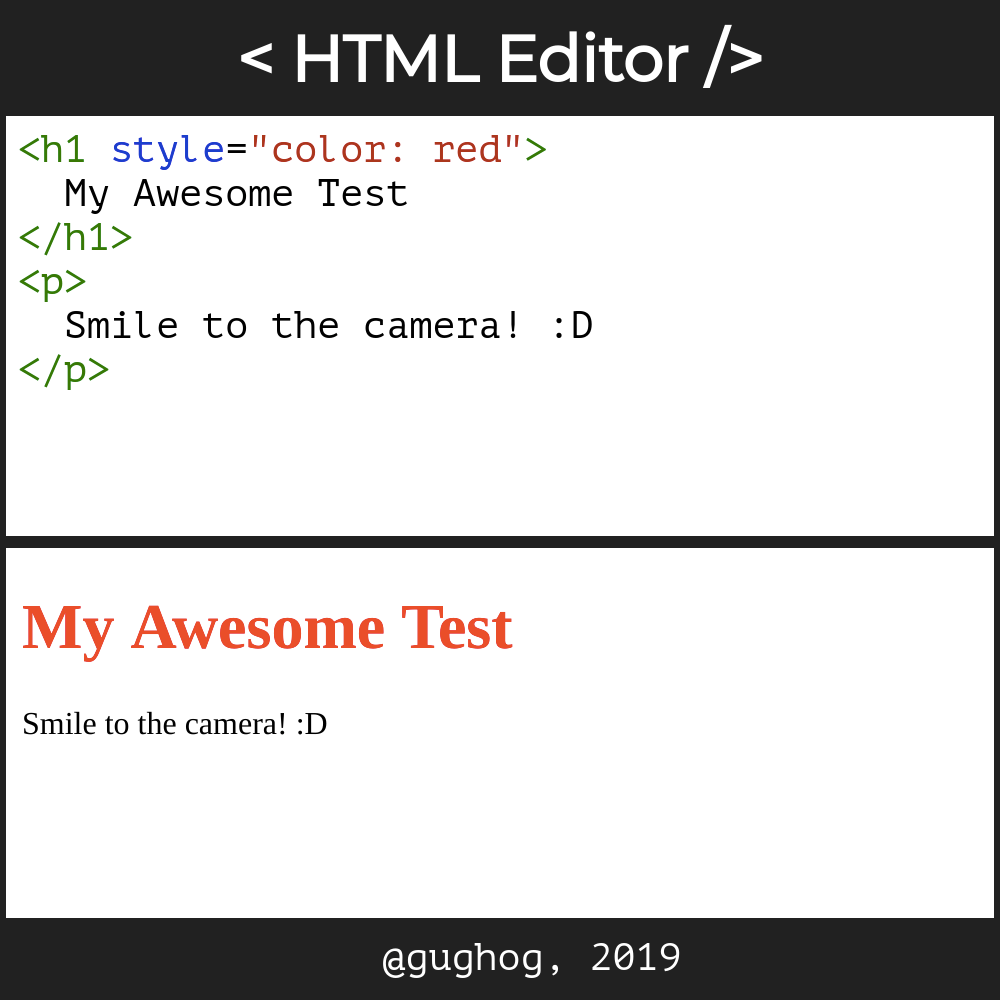 < HTML Editor />
<h1 style="color: red">
  My Awesome Test
</h1>
<p>
  Smile to the camera! :D
</p>
My Awesome Test
Smile to the camera! :D
@gughog, 2019